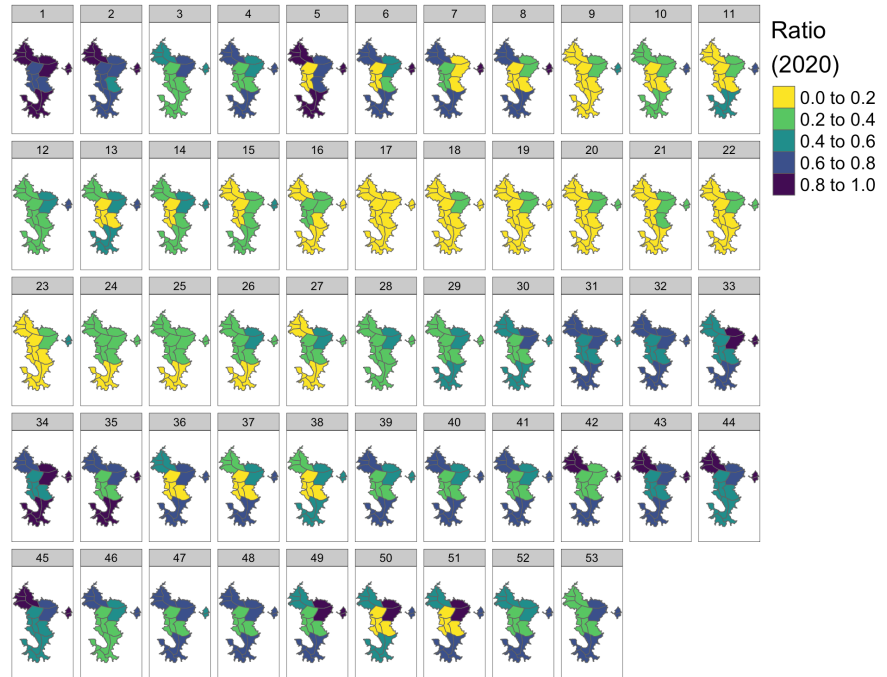 1 2 3 4 5 6 7 8 9 10 11
Ratio
(2020)
0.0 to 0.2
0.2 to 0.4
0.4 to 0.6
0.6 to 0.8
0.8 to 1.0
12 13 14 15 16 17 18 19 20 21 22
23 24 25 26 27 28 29 30 31 32 33
34 35 36 37 38 39 40 41 42 43 44
45 46 47 48 49 50 51 52 53